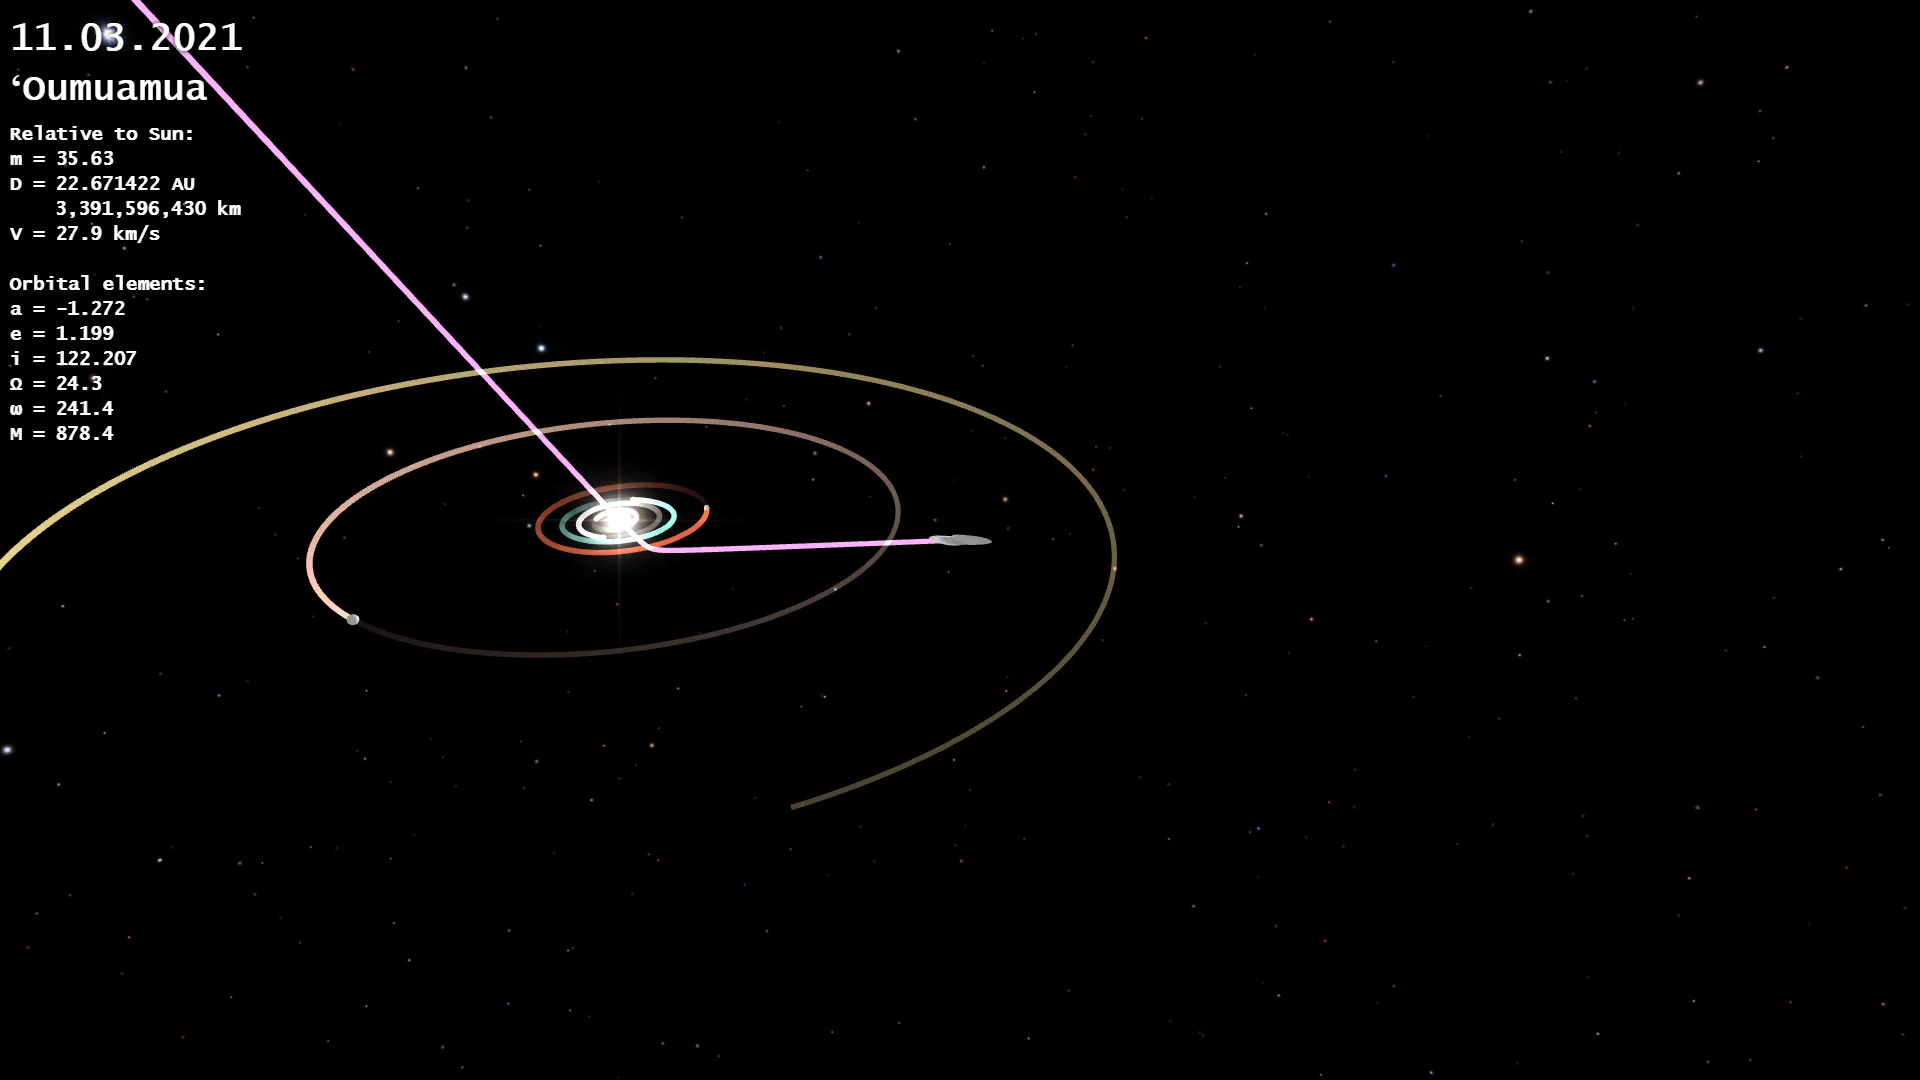 11.03.2021
‘Oumuamua
Relative to Sun:
m = 35.63
D = 22.671422 AU
3,391,596,430 km
V = 27.9 km/s
Orbital elements:
a = -1.272
e = 1.199
i = 122.207
Ω = 24.3
ω = 241.4
M = 878.4